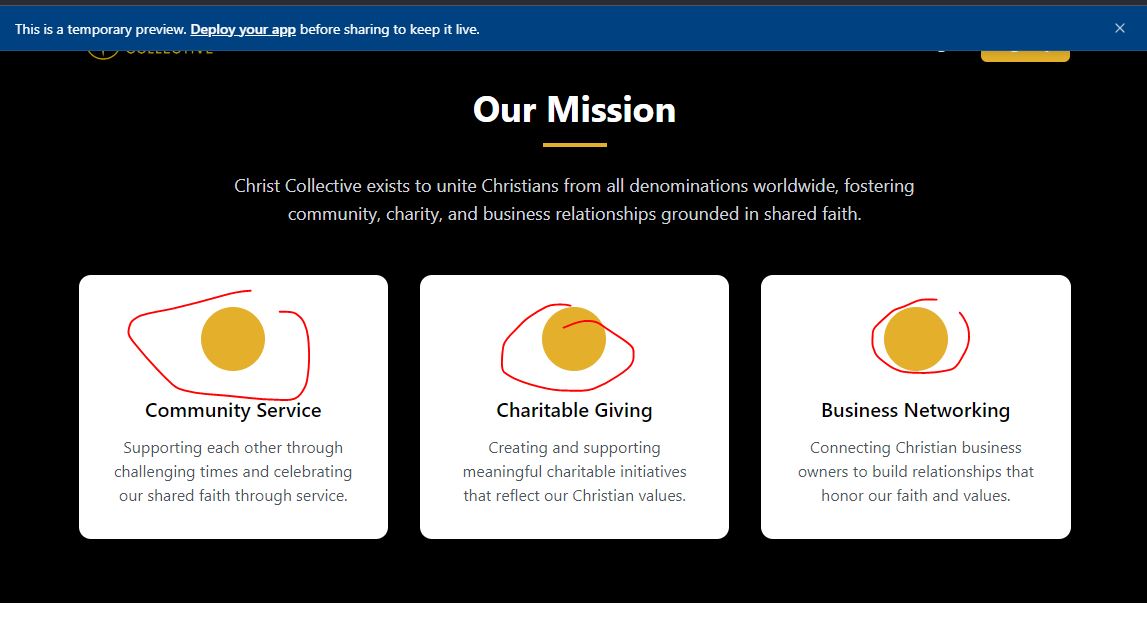 This is a temporary preview. Deploy your app before sharing to keep it live.
Our Mission
Christ Collective exists to unite Christians from all denominations worldwide, fostering
community, charity, and business relationships grounded in shared faith.
Community Service
Supporting each other through
challenging times and celebrating
our shared faith through service.
Charitable Giving
Creating and supporting
meaningful charitable initiatives
that reflect our Christian values.
Business Networking
Connecting Christian business
owners to build relationships that
honor our faith and values.